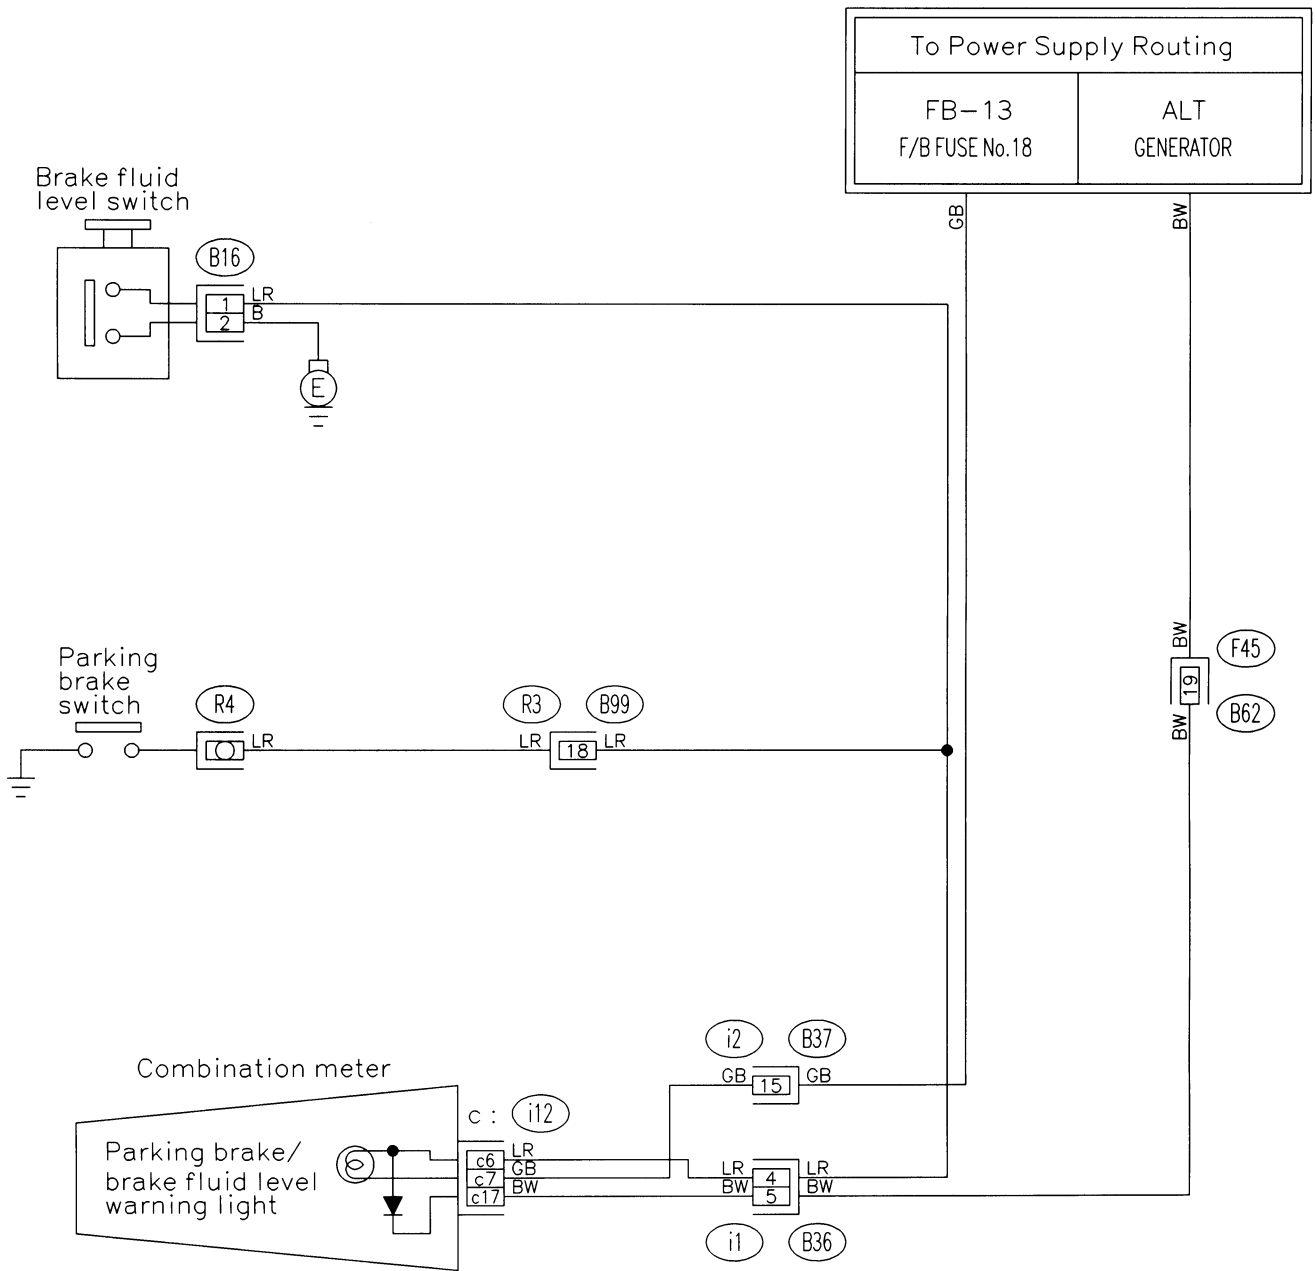 To Power Supply Routing
FB-13
F/B FUSE No.18
ALT
GENERATOR
GB
BW
Brake fluid
level switch
B16
1
LR
2
B
E
BW
F45
19
B62
BW
Parking
brake
switch
R4
LR
R3
B99
LR
18
LR
i2
B37
GB
15
GB
Combination meter
c :
i12
Parking brake/
brake fluid level
warning light
c6
LR
c7
GB
c17
BW
LR
4
LR
BW
5
BW
i1
B36